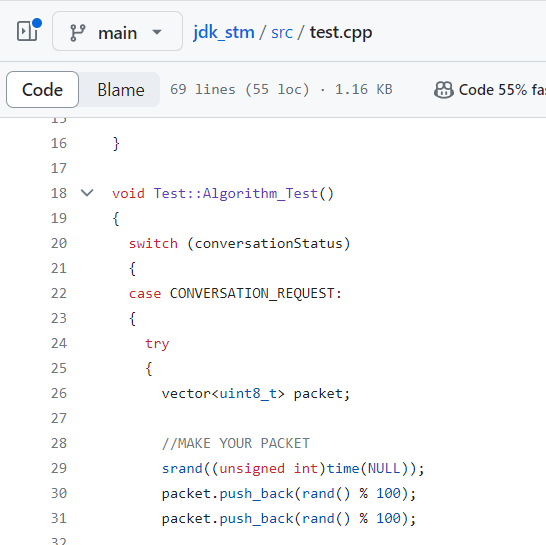 main
jdk_stm / src / test.cpp
Code Blame 69 lines (55 loc) · 1.16 KB Code 55% fa
15
16 }
17
18 void Test::Algorithm_Test()
19 {
20 switch (conversationStatus)
21 {
22 case CONVERSATION_REQUEST:
23 {
24 try
25 {
26 vector<uint8_t> packet;
27
28 //MAKE YOUR PACKET
29 srand((unsigned int)time(NULL));
30 packet.push_back(rand() % 100);
31 packet.push_back(rand() % 100);
32